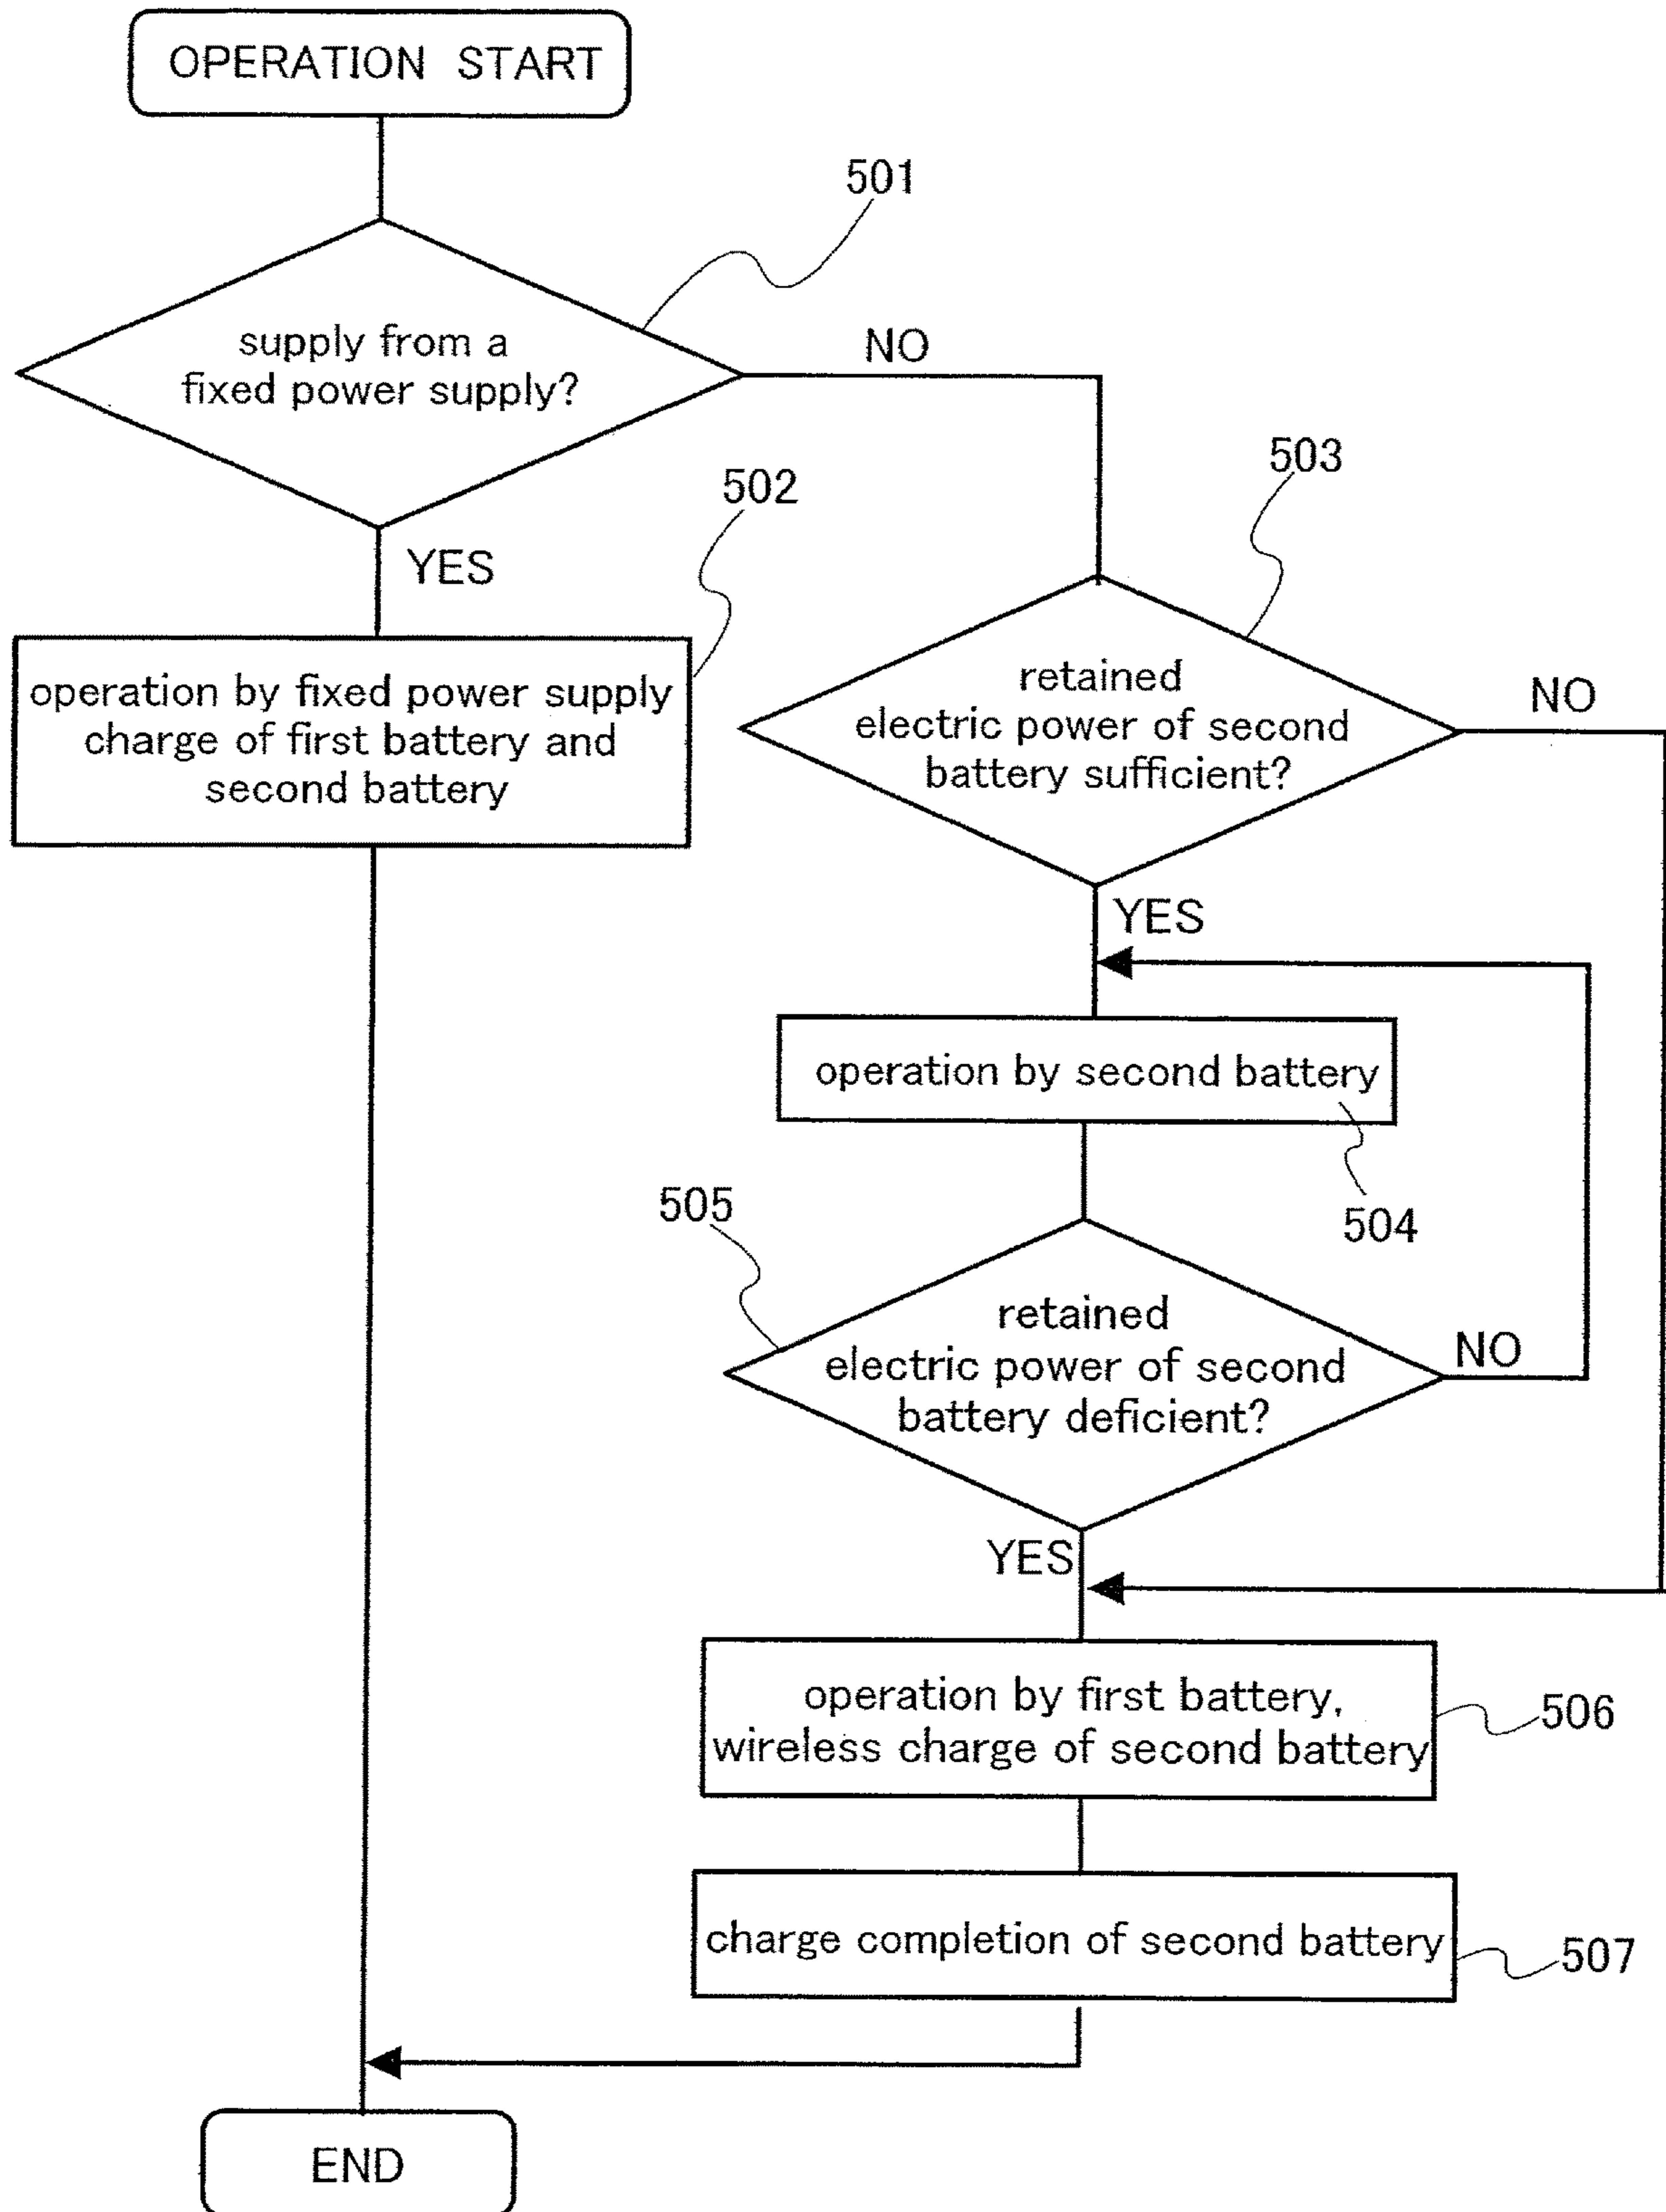 OPERATION START
501
supply from a
fixed power supply?
NO
YES
502
operation by fixed power supply
charge of first battery and
second battery
503
retained
electric power of second
battery sufficient?
NO
YES
operation by second battery
504
505
retained
electric power of second
battery deficient?
NO
YES
operation by first battery,
wireless charge of second battery
506
charge completion of second battery
507
END